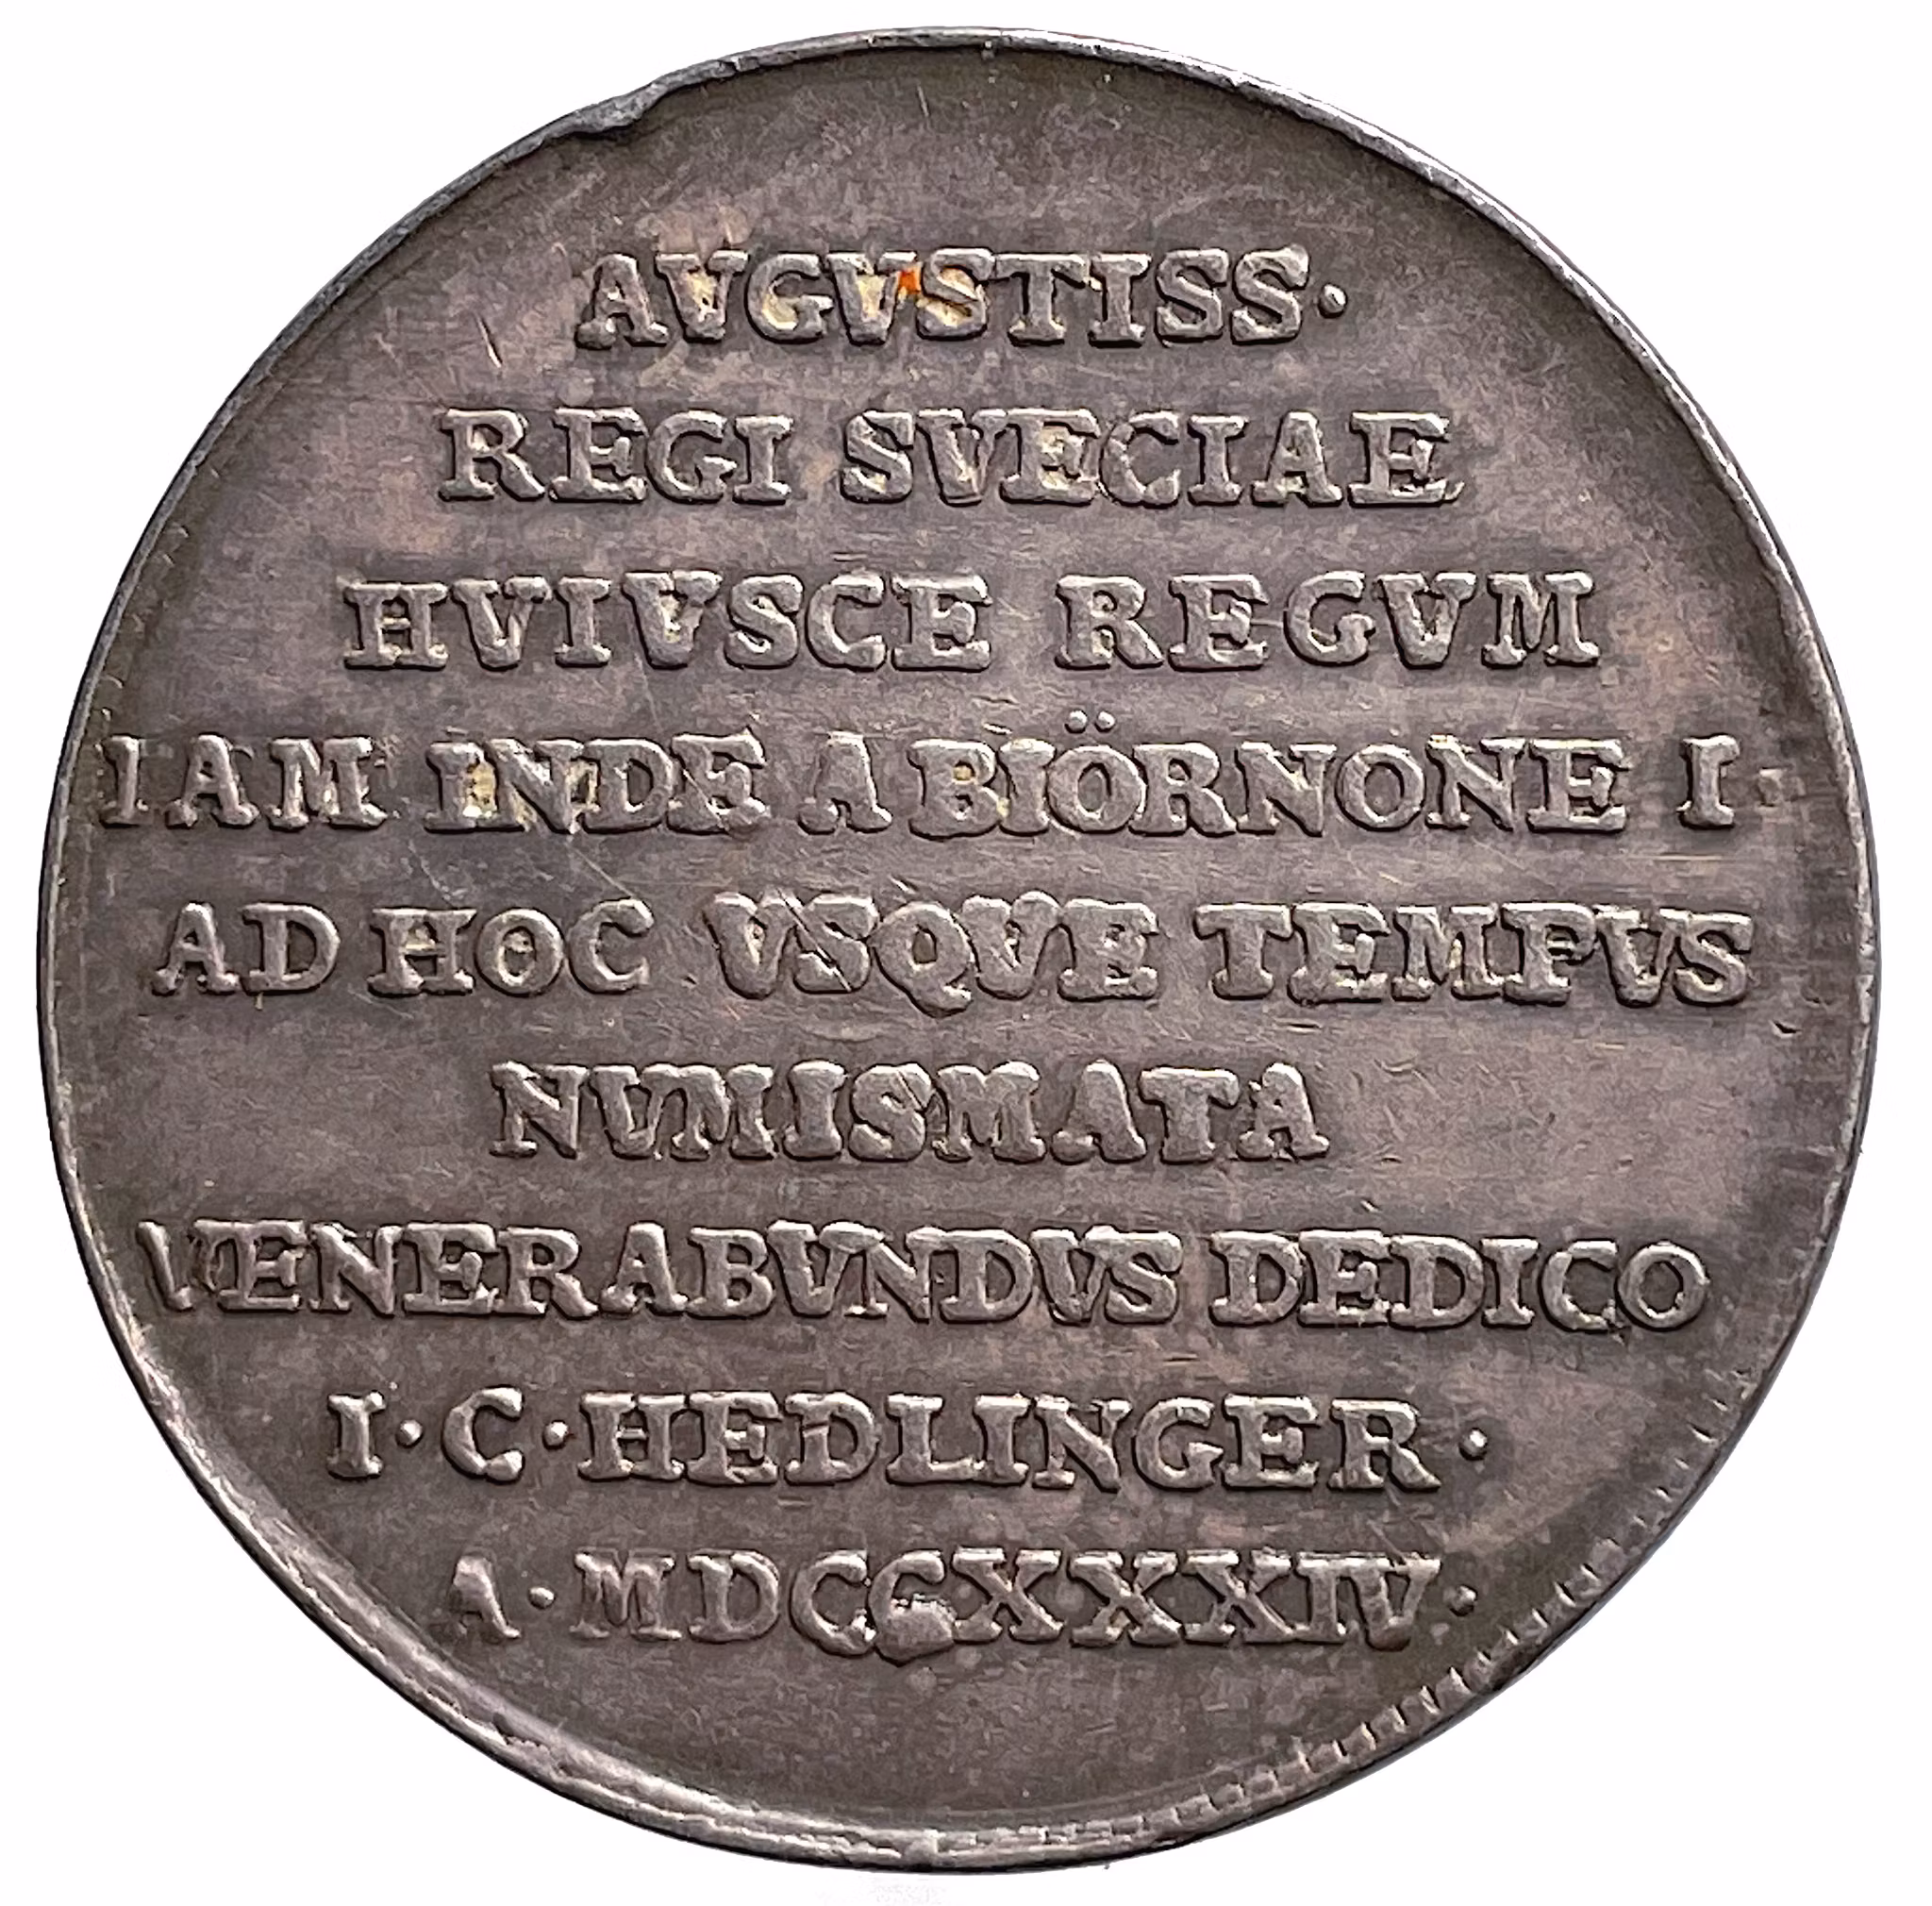 AVGVSTISS·
REGI SVECIAE
HVIVSCE REGVM
IAM INDE A BIÖRNONE I·
AD HOC VSQVE TEMPVS
NVMISMATA
VENERABVNDVS DEDICO
I·C·HEDLINGER·
A·MDCCXXXIV·